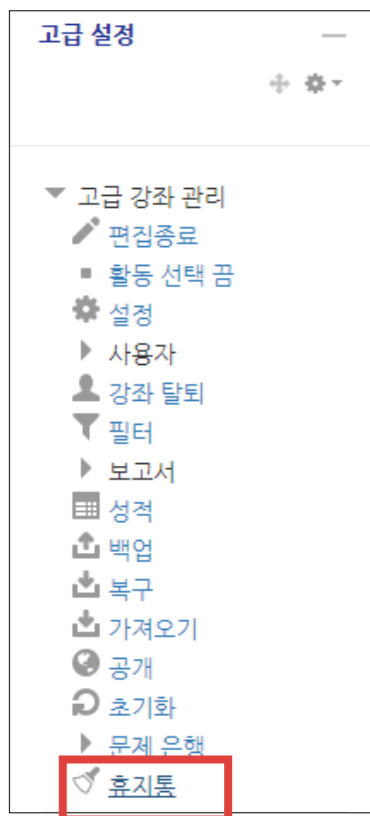 고급 설정
고급 강좌 관리
편집종료
활동 선택 끔
설정
사용자
강좌 탈퇴
필터
보고서
성적
백업
복구
가져오기
공개
초기화
문제 은행
휴지통